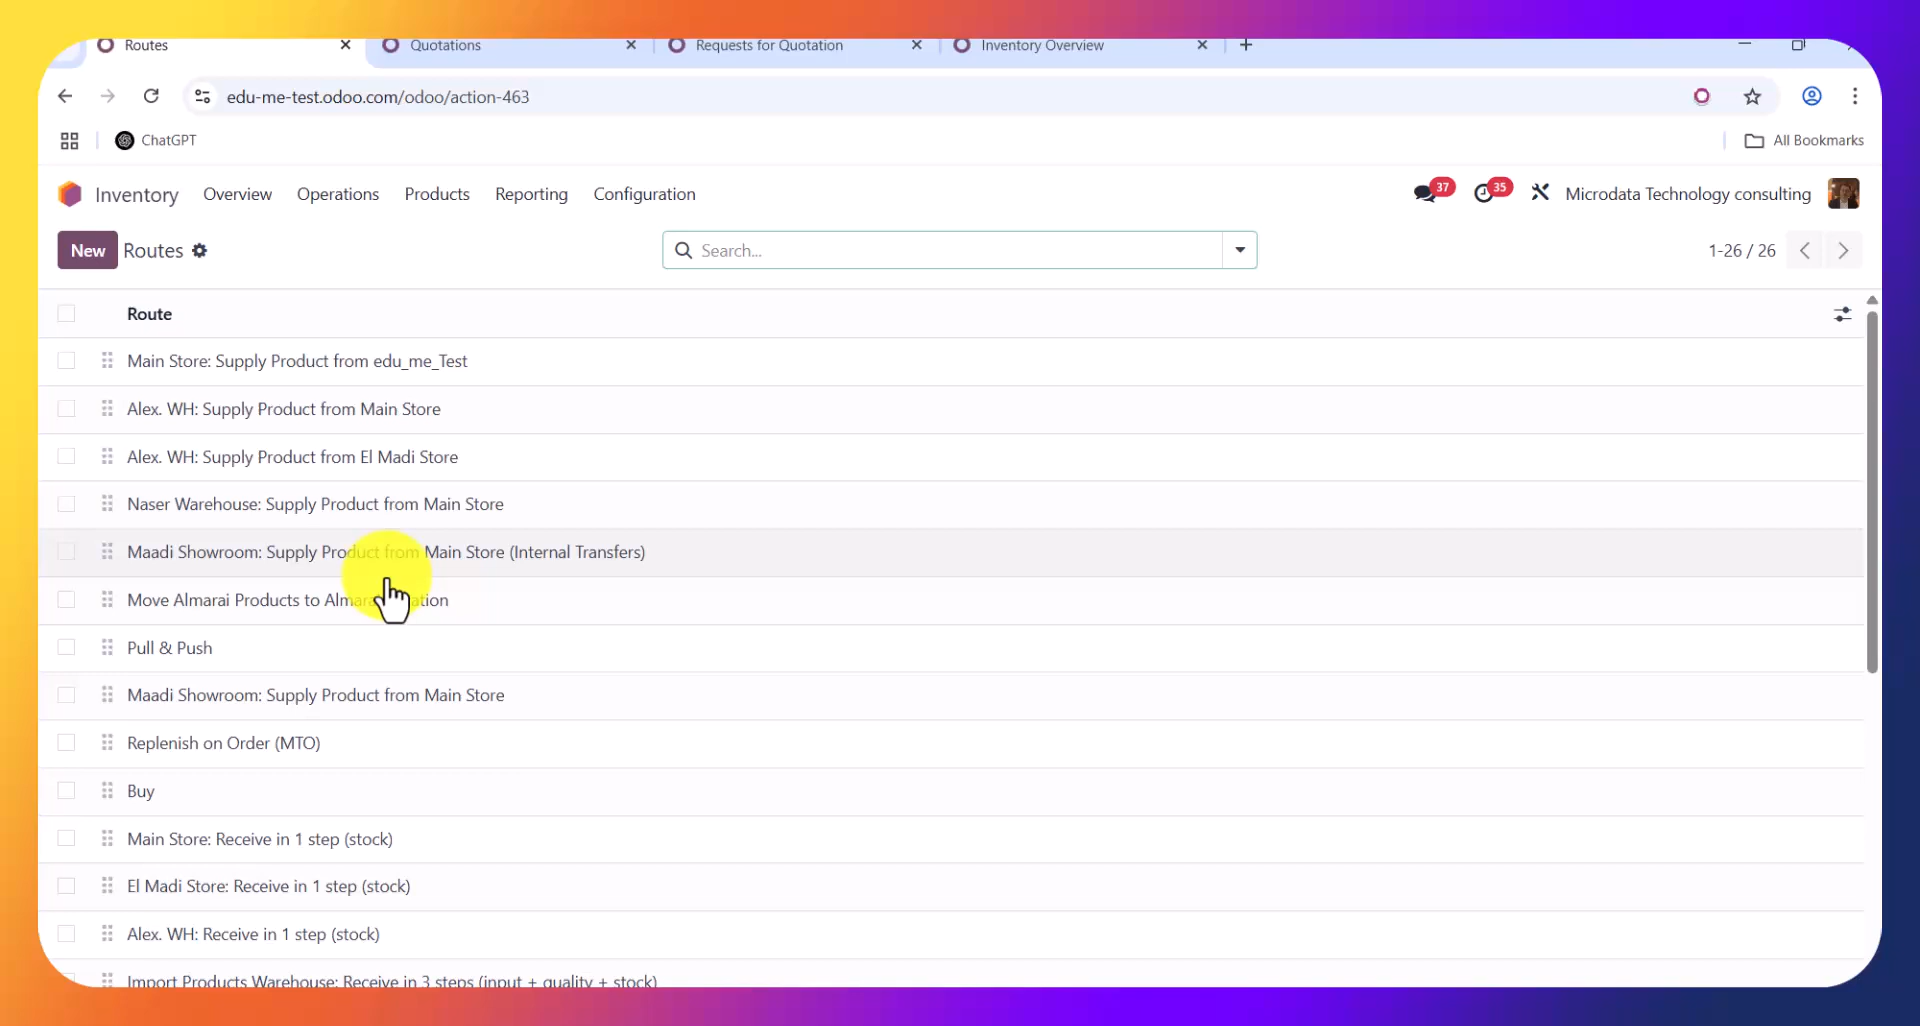 Routes
Quotations
Requests for Quotation
Inventory Overview
edu-me-test.odoo.com/odoo/action-463
ChatGPT
All Bookmarks
Inventory Overview Operations Products Reporting Configuration
37
35
Microdata Technology consulting
New Routes
Search...
1-26 / 26
Route
Main Store: Supply Product from edu_me_Test
Alex. WH: Supply Product from Main Store
Alex. WH: Supply Product from El Madi Store
Naser Warehouse: Supply Product from Main Store
Maadi Showroom: Supply Product from Main Store (Internal Transfers)
Move Almarai Products to
Pull & Push
Maadi Showroom: Supply Product from Main Store
Replenish on Order (MTO)
Buy
Main Store: Receive in 1 step (stock)
El Madi Store: Receive in 1 step (stock)
Alex. WH: Receive in 1 step (stock)
Import Products Warehouse: Receive in 3 steps (input + quality + stock)